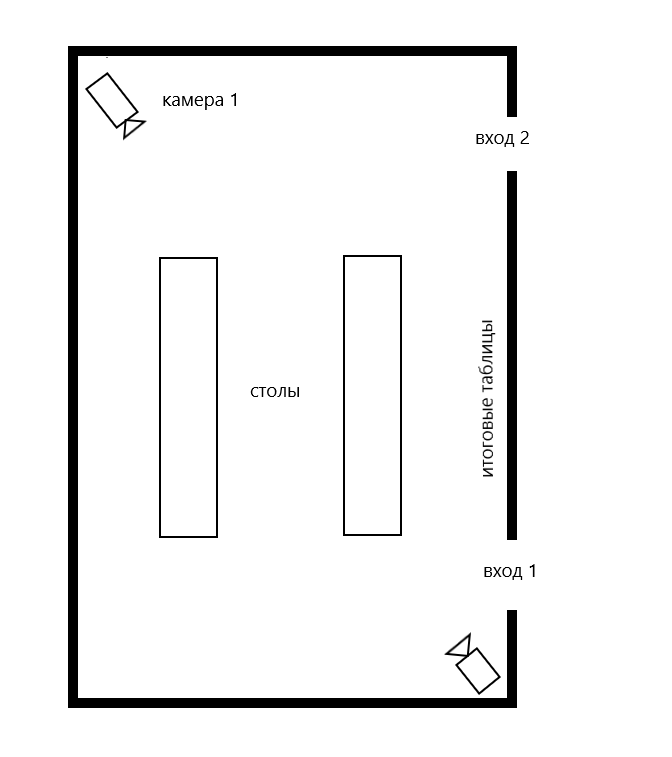 камера 1
вход 2
столы
итоговые таблицы
вход 1